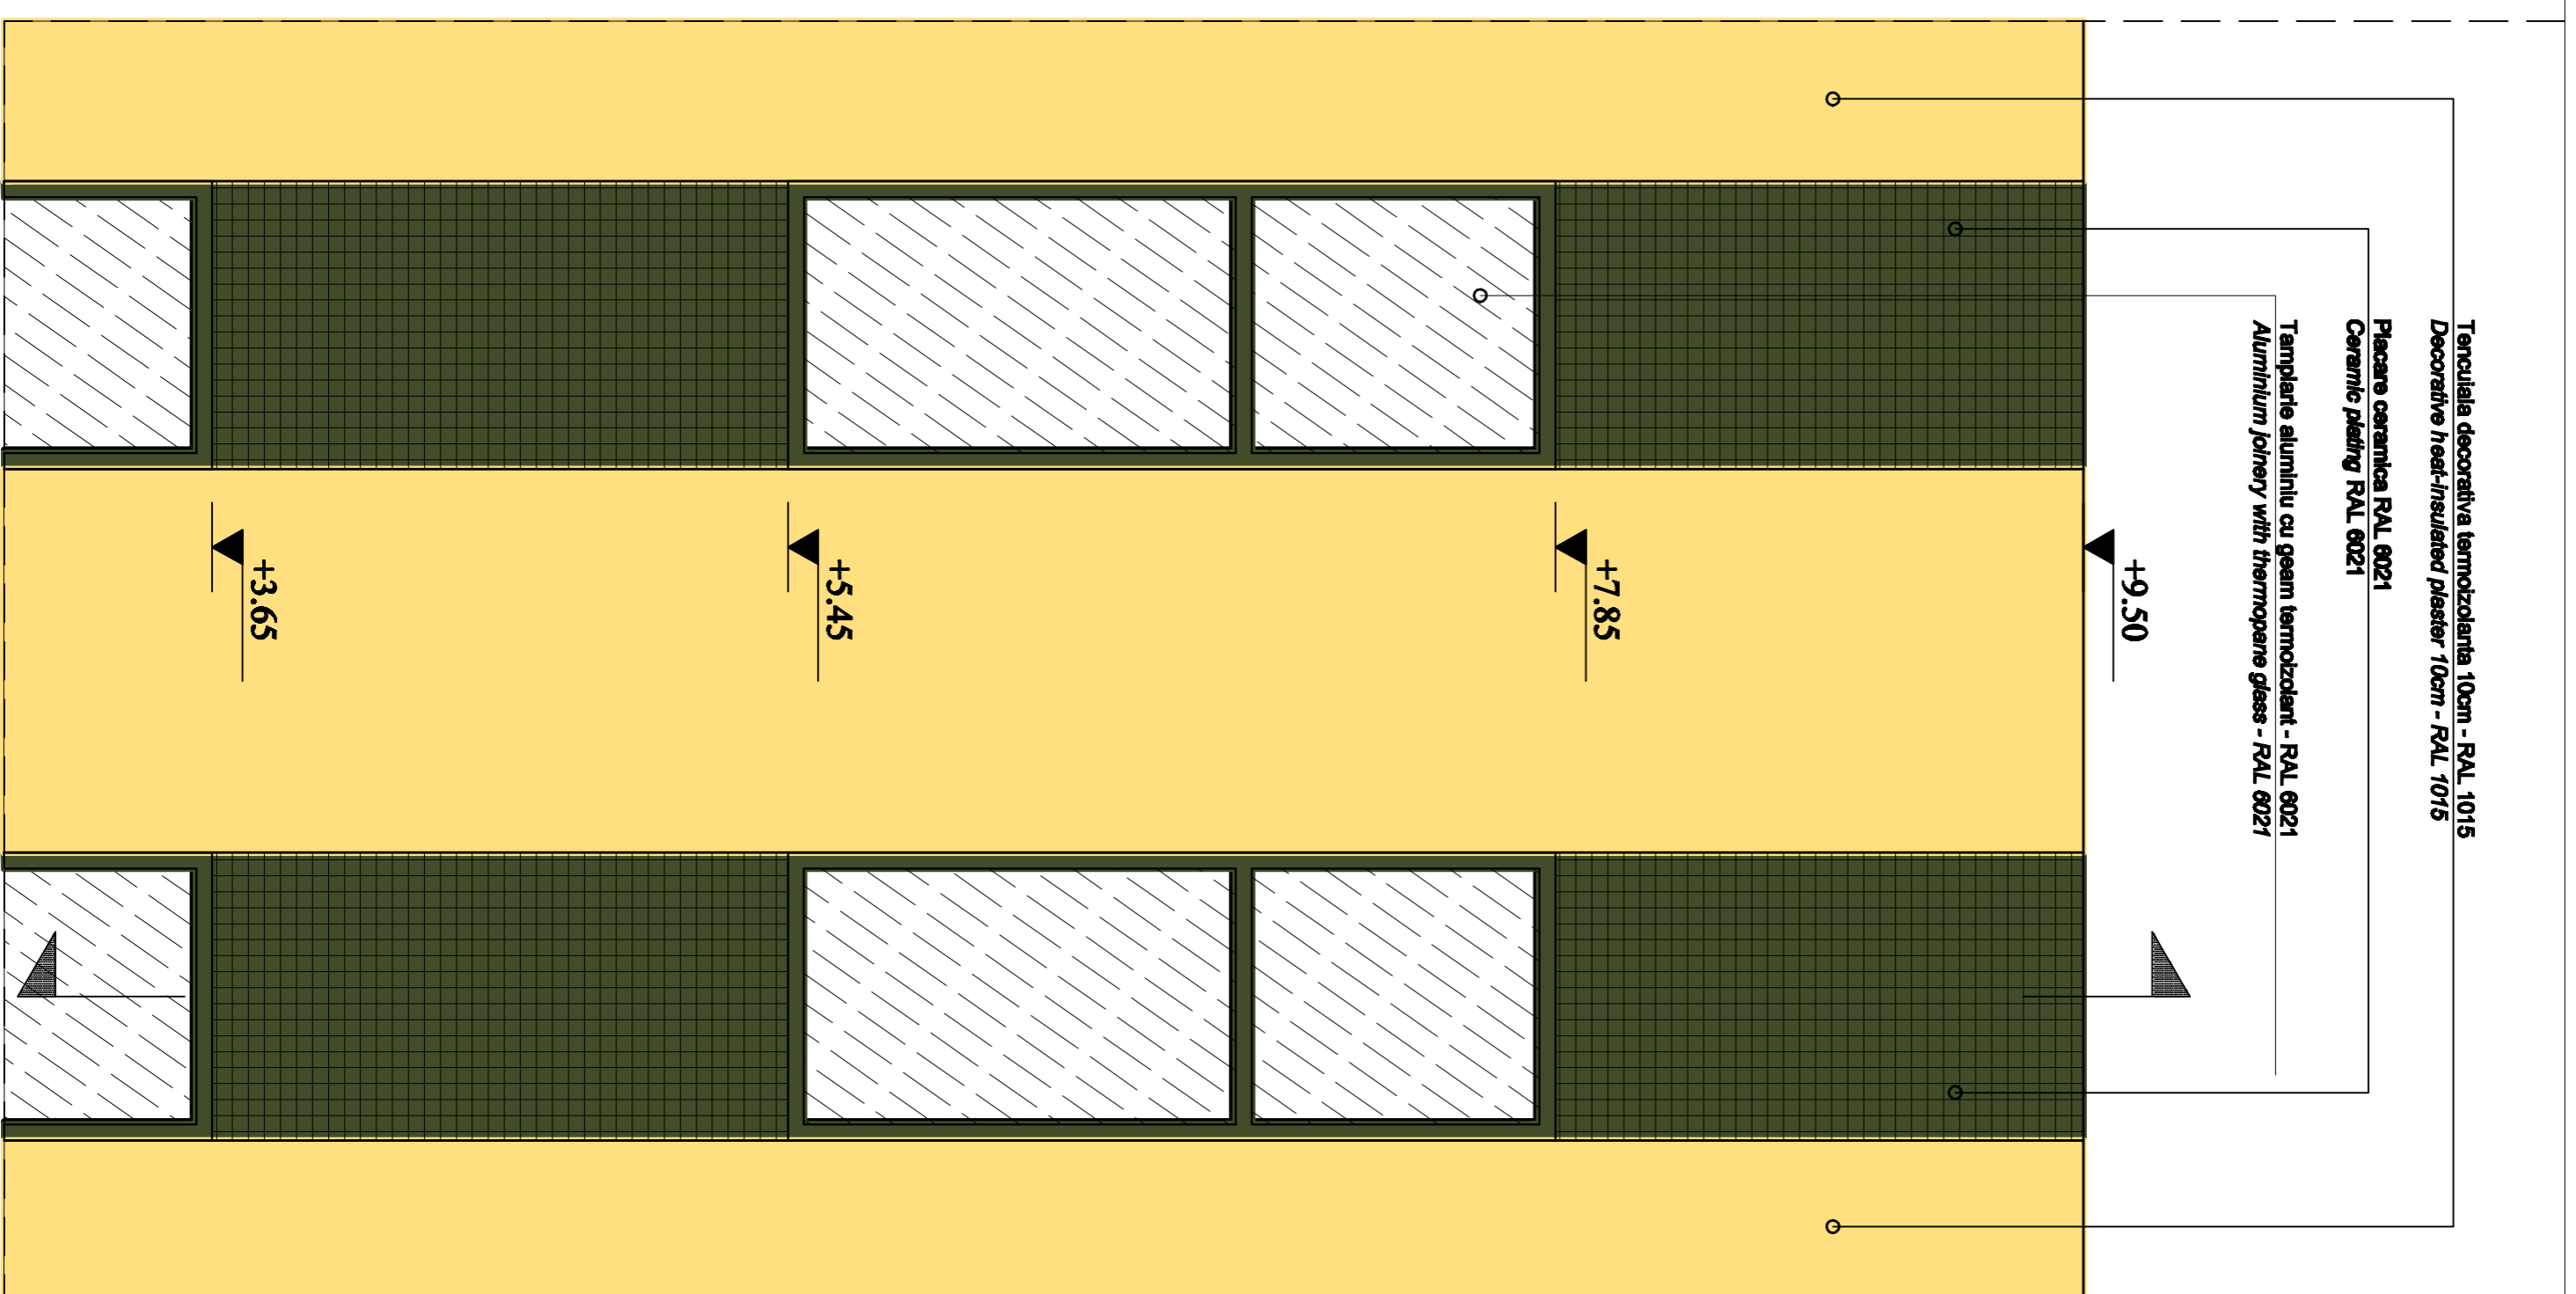 Tencuiala decorativa termoizolanta 10cm - RAL 1015
Decorative heat-insulated plaster 10cm - RAL 1015
Placare ceramica RAL 6021
Ceramic plating RAL 6021
Tamplarie aluminiu cu geam termoizolant - RAL 6021
Aluminium joinery with thermopane glass - RAL 6021
+9.50
+7.85
+5.45
+3.65